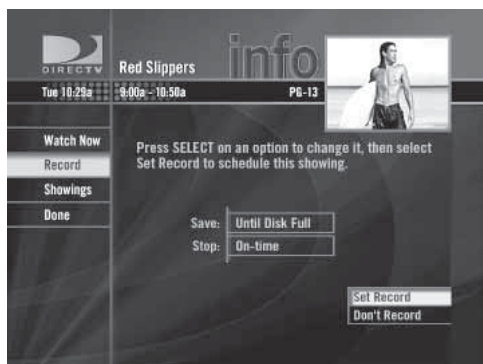 info
DIRECTV
Red Slippers
Tue 10:29a 9:00a - 10:50a PG-13
Watch Now
Record
Showings
Done
Press SELECT on an option to change it, then select
Set Record to schedule this showing.
Save: Until Disk Full
Stop: On-time
Set Record
Don't Record